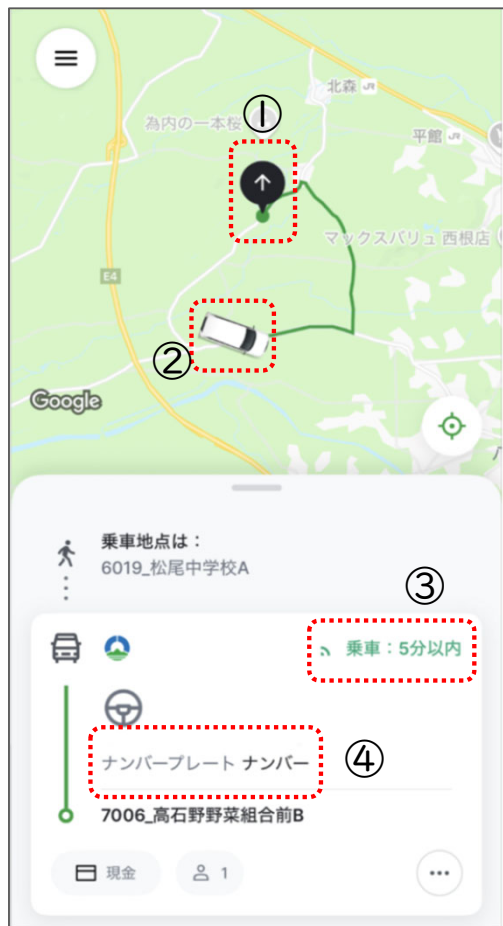 北森
為内の一本桜
①
平館
マックスバリュ 西根店
E4
②
Google
八
乗車地点は：
6019_松尾中学校A
③
乗車：5分以内
ナンバープレート ナンバー
④
7006_高石野野菜組合前B
現金
1